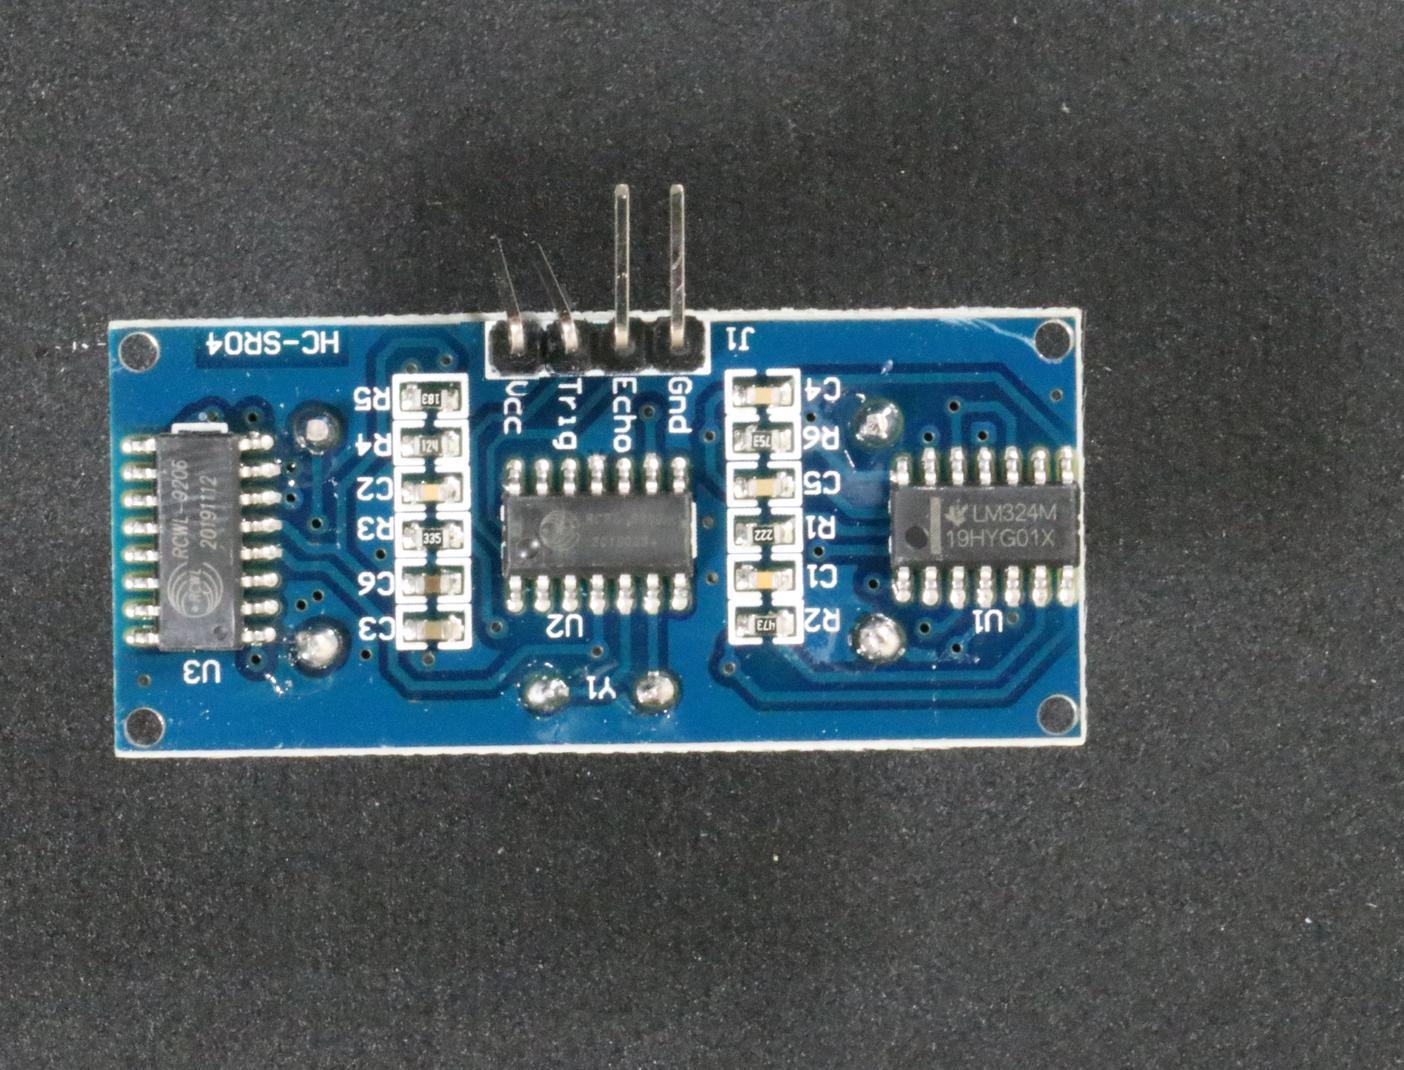 HC-SR04
J1
Vcc
Trig
Echo
Gnd
R5
183
R4
124
C2
R3
335
C6
C3
C4
R6
753
C5
R1
222
C1
R2
473
RCWL-9206
20191112
RCWL
U3
U2
Y1
LM324M
19HYG01X
U1